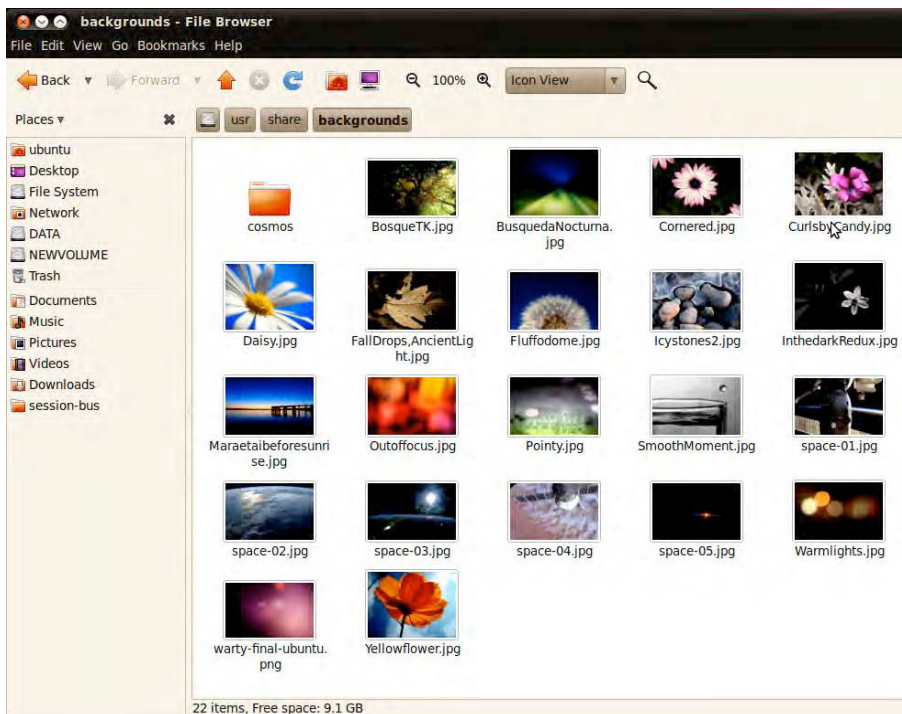 backgrounds - File Browser
File Edit View Go Bookmarks Help
Back Forward 100% Icon View
Places usr share backgrounds
ubuntu
Desktop
File System
Network
DATA
NEWVOLUME
Trash
Documents
Music
Pictures
Videos
Downloads
session-bus
cosmos BosqueTK.jpg BusquedaNocturna. Cornered.jpg CurlsbyCandy.jpg
jpg
Daisy.jpg FallDrops,AncientLig Fluffodome.jpg Icystones2.jpg InthedarkRedux.jpg
ht.jpg
Maraetaibeforesunri Outoffocus.jpg Pointy.jpg SmoothMoment.jpg space-01.jpg
se.jpg
space-02.jpg space-03.jpg space-04.jpg space-05.jpg Warmlights.jpg
warty-final-ubuntu. Yellowflower.jpg
png
22 items, Free space: 9.1 GB